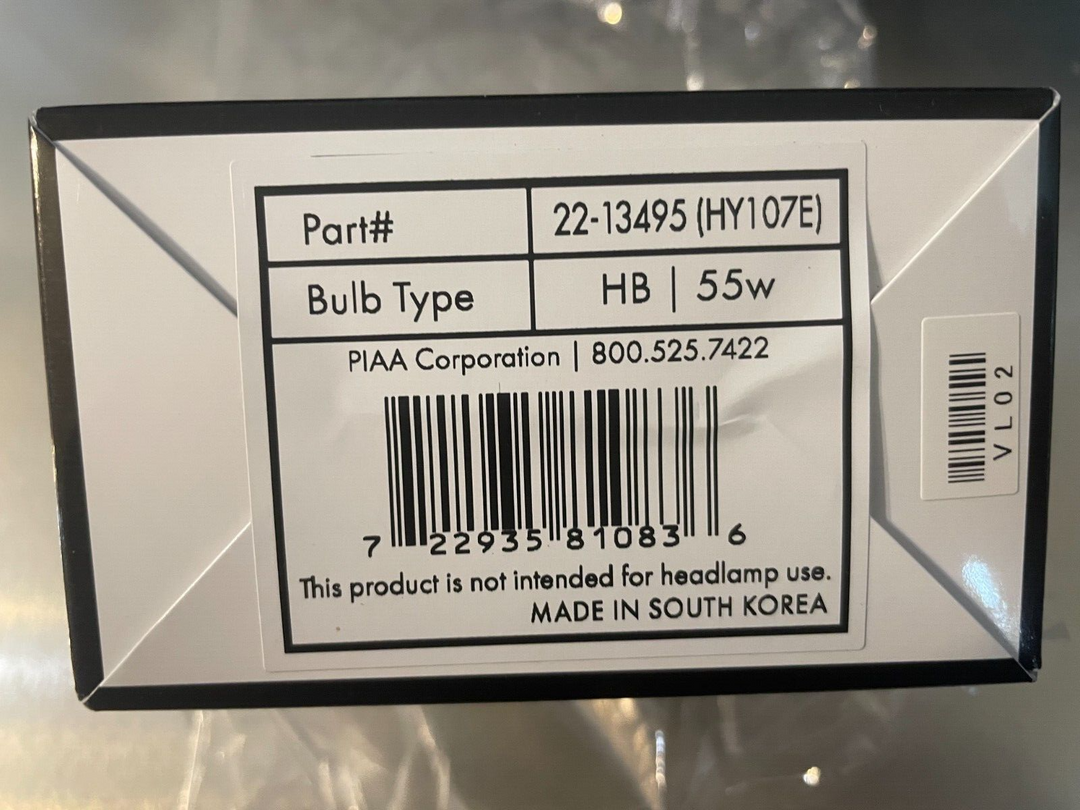 Part# 22-13495 (HY107E)
Bulb Type HB | 55w
PIAA Corporation | 800.525.7422
7 22935 81083 6
This product is not intended for headlamp use.
MADE IN SOUTH KOREA
VL02